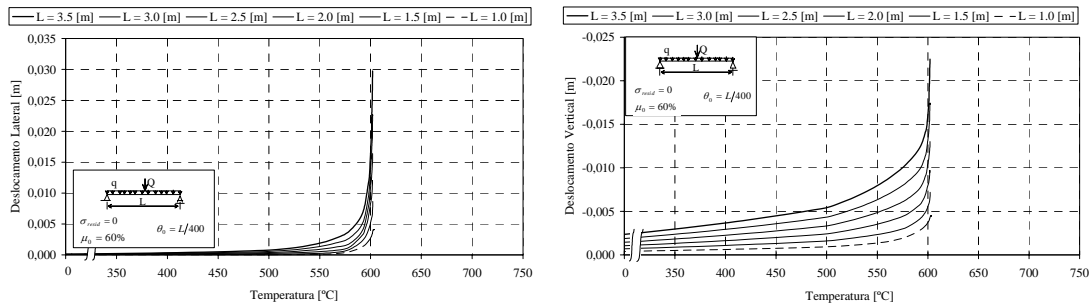 L = 3.5 [m] L = 3.0 [m] L = 2.5 [m] L = 2.0 [m] L = 1.5 [m] L = 1.0 [m]
Deslocamento Lateral [m]
0,035
0,030
0,025
0,020
0,015
0,010
0,005
0,000
q Q
L
σresid = 0
μ0 = 60%
θ0 = L/400
0 350 400 450 500 550 600 650 700 750
Temperatura [ºC]
L = 3.5 [m] L = 3.0 [m] L = 2.5 [m] L = 2.0 [m] L = 1.5 [m] L = 1.0 [m]
Deslocamento Vertical [m]
-0,025
-0,020
-0,015
-0,010
-0,005
-0,000
q Q
L
σresid = 0
μ0 = 60%
θ0 = L/400
0 350 400 450 500 550 600 650 700 750
Temperatura [ºC]